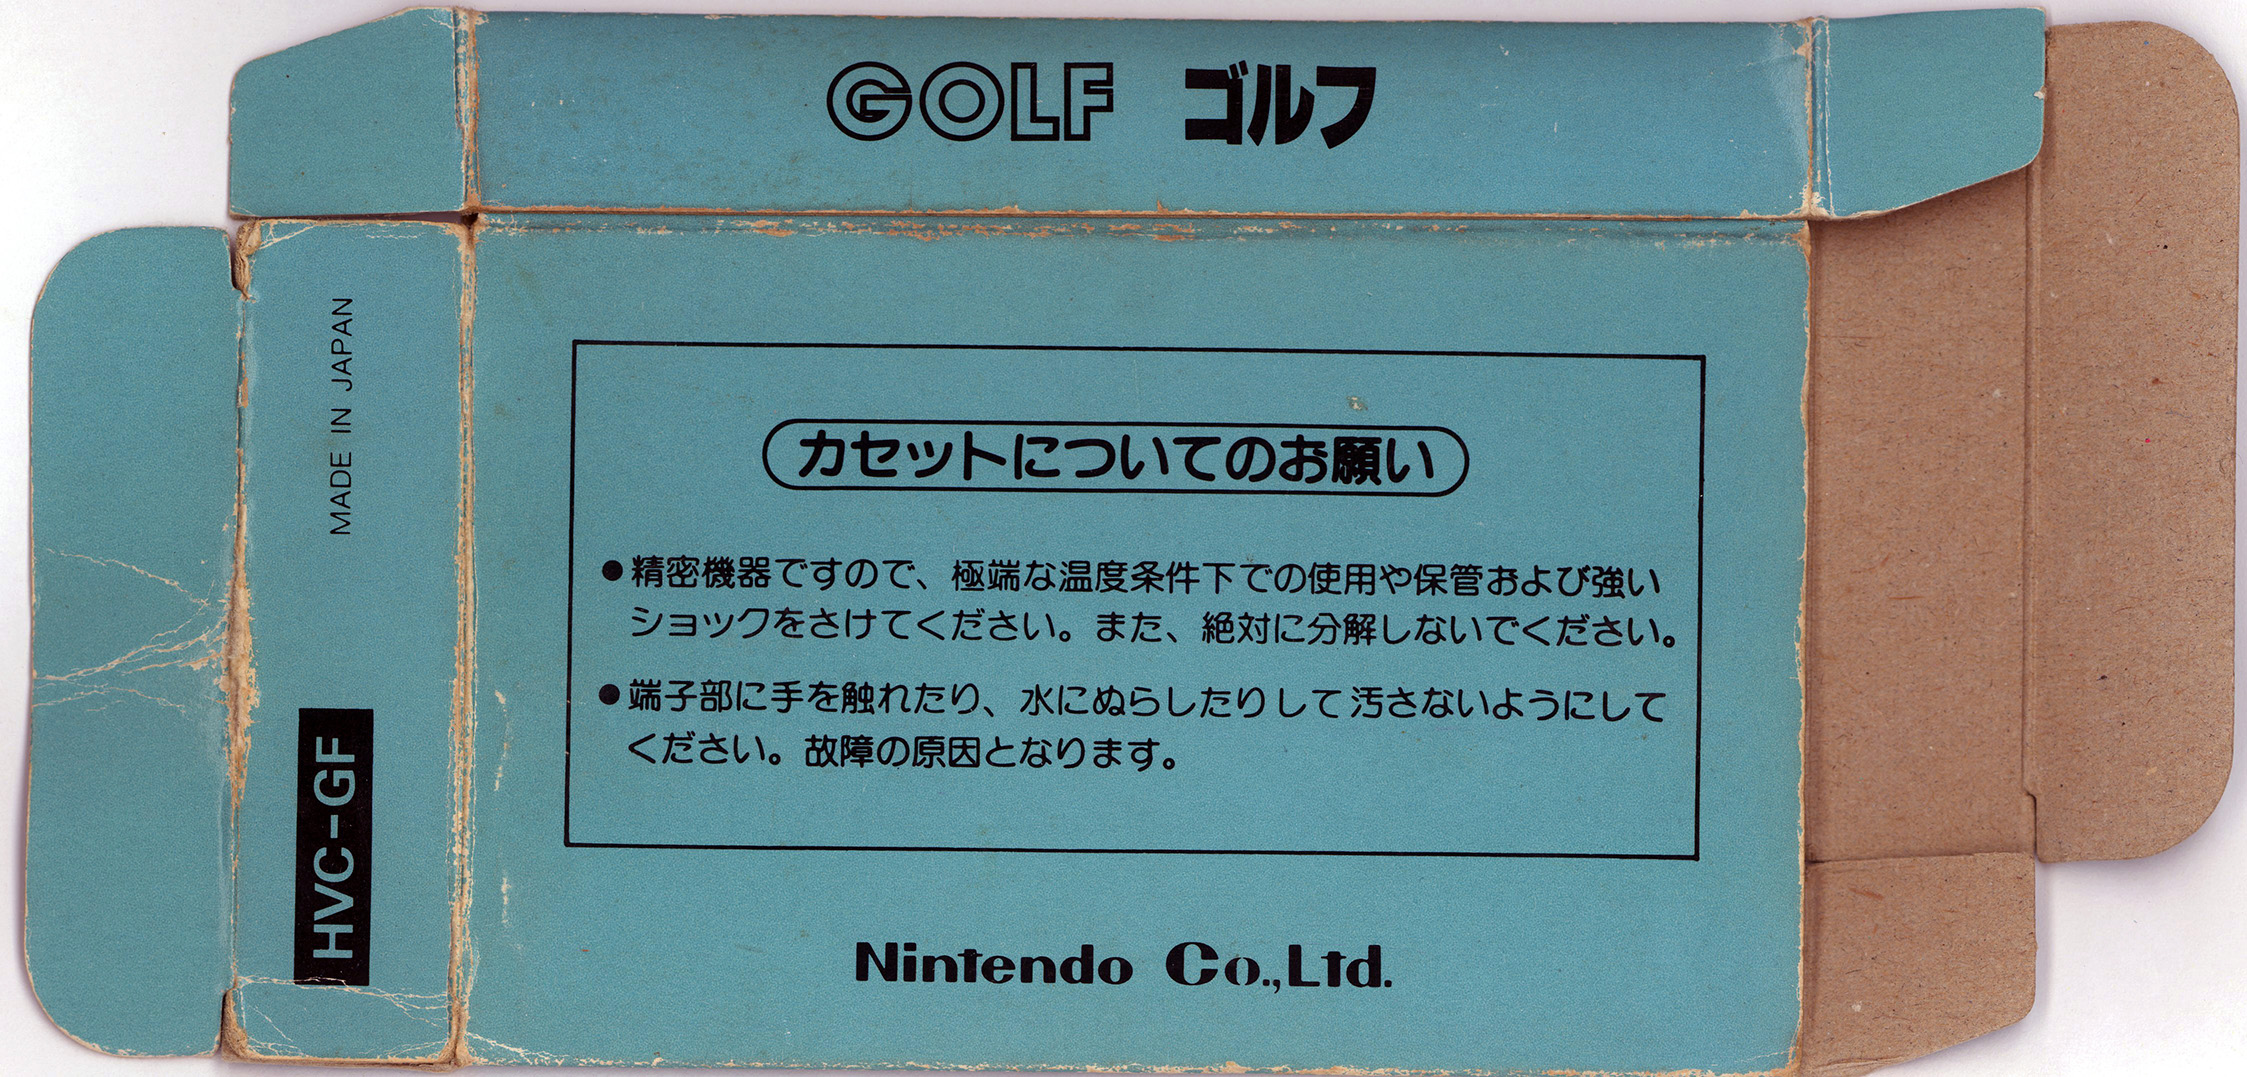 GOLF ゴルフ
MADE IN JAPAN
HVC-GF
カセットについてのお願い
●精密機器ですので、極端な温度条件下での使用や保管および強い
ショックをさけてください。また、絶対に分解しないでください。
●端子部に手を触れたり、水にぬらしたりして汚さないようにして
ください。故障の原因となります。
Nintendo Co.,Ltd.